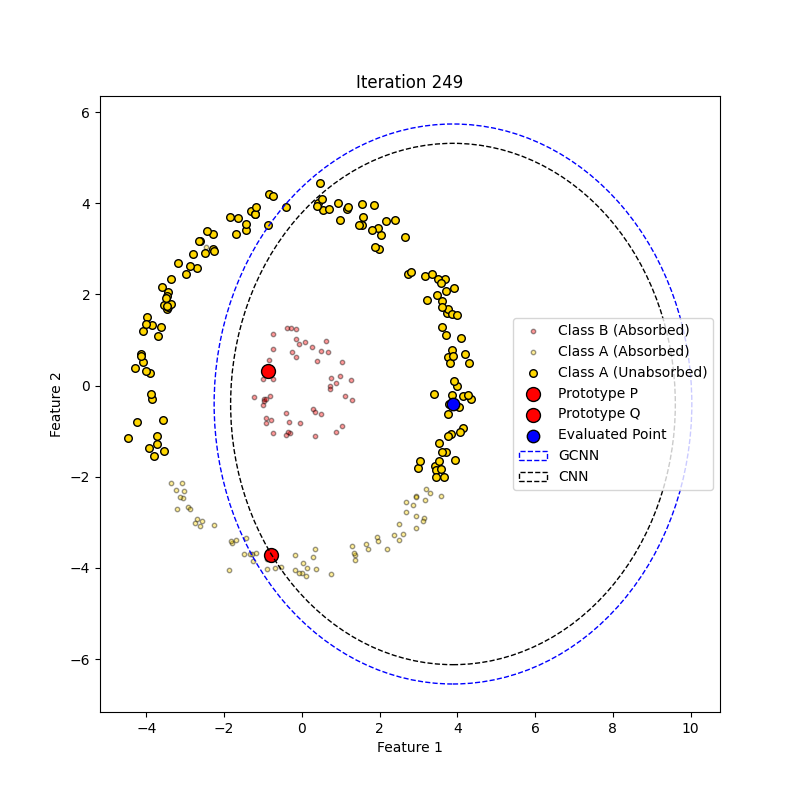 Iteration 249
6
4
2
0
−2
−4
−6
Feature 2
Class B (Absorbed)
Class A (Absorbed)
Class A (Unabsorbed)
Prototype P
Prototype Q
Evaluated Point
GCNN
CNN
−4
−2
0
2
4
6
8
10
Feature 1